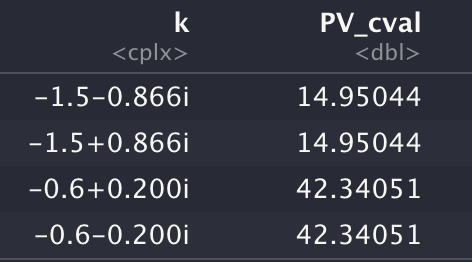 k PV_cval
<cplx> <dbl>
-1.5-0.866i 14.95044
-1.5+0.866i 14.95044
-0.6+0.200i 42.34051
-0.6-0.200i 42.34051